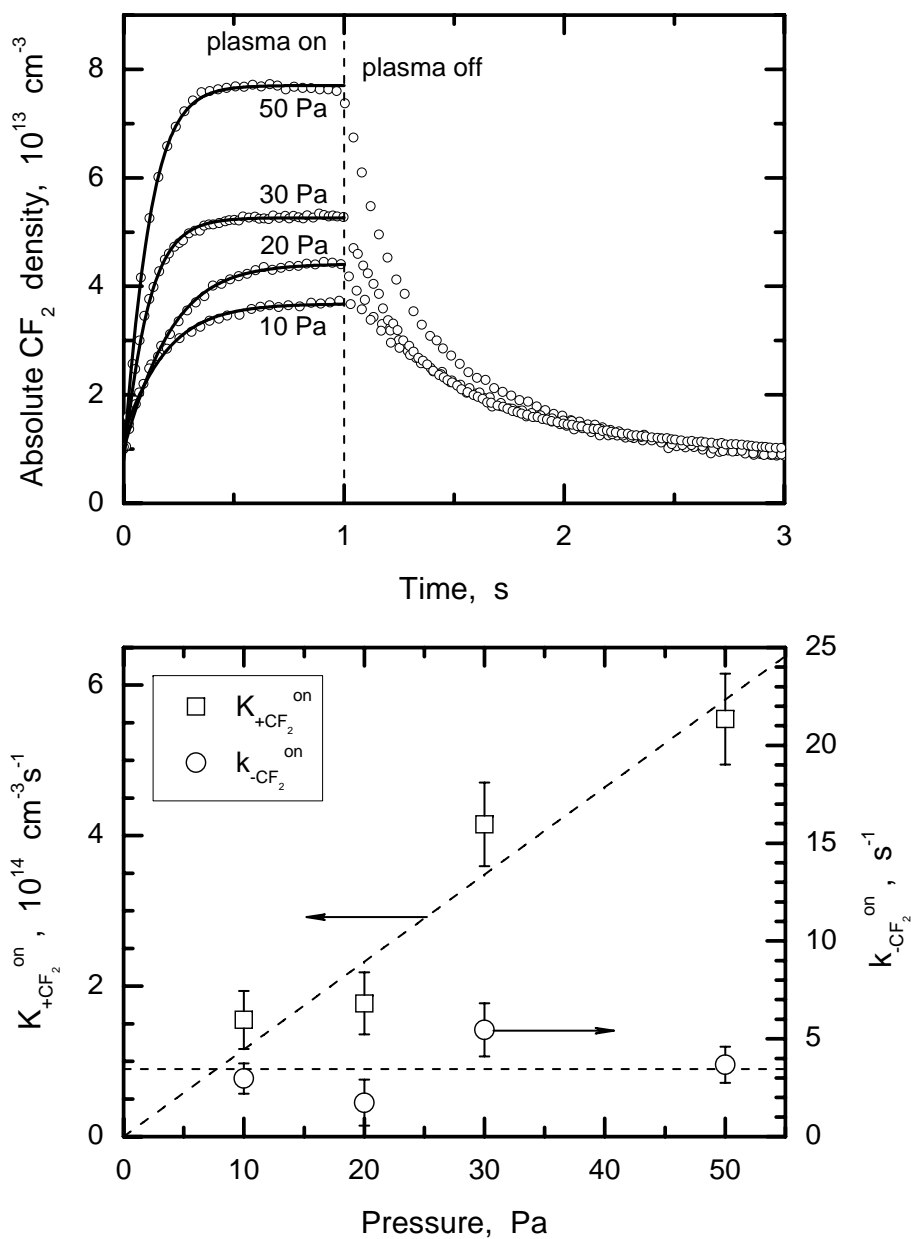 plasma on
plasma off
50 Pa
30 Pa
20 Pa
10 Pa
Absolute CF2 density, 10^13 cm^-3
8
6
4
2
0
0 1 2 3
Time, s
K+CF2^on
k-CF2^on
K+CF2^on, 10^14 cm^-3s^-1
6
4
2
0
25
20
15
10
5
0
k-CF2^on, s^-1
0 10 20 30 40 50
Pressure, Pa